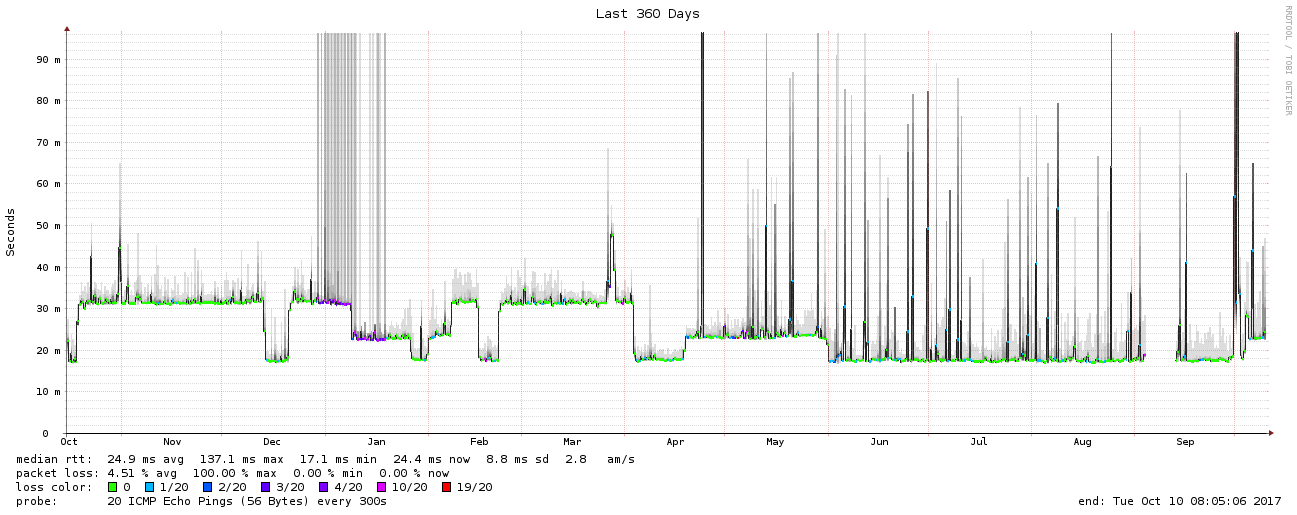 Last 360 Days
RRDTOOL / TOBI OETIKER
Seconds
90 m
80 m
70 m
60 m
50 m
40 m
30 m
20 m
10 m
0
Oct Nov Dec Jan Feb Mar Apr May Jun Jul Aug Sep
median rtt: 24.9 ms avg 137.1 ms max 17.1 ms min 24.4 ms now 8.8 ms sd 2.8 am/s
packet loss: 4.51 % avg 100.00 % max 0.00 % min 0.00 % now
loss color: 0 1/20 2/20 3/20 4/20 10/20 19/20
probe: 20 ICMP Echo Pings (56 Bytes) every 300s end: Tue Oct 10 08:05:06 2017